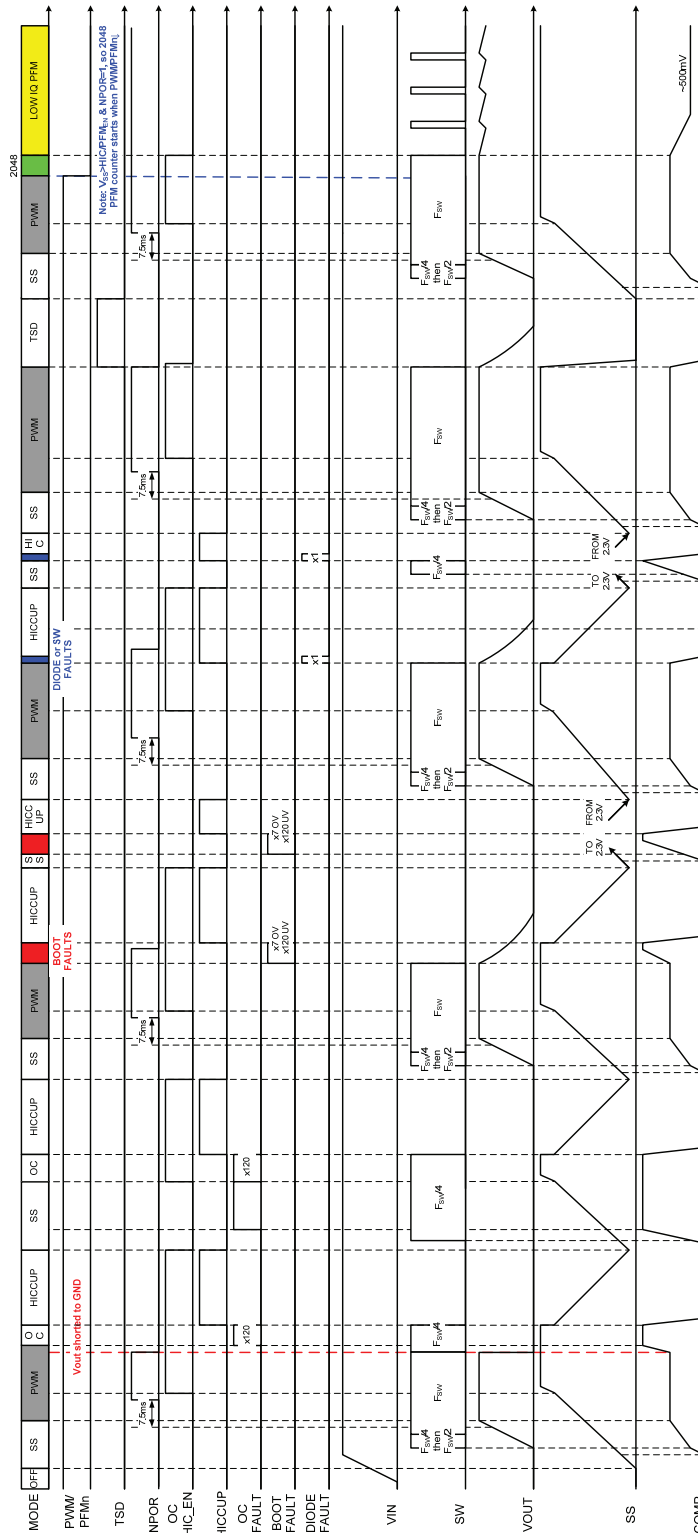 MODE
OFF
SS
PWM
O C
HICCUP
SS
OC
HICCUP
SS
PWM
HICCUP
S S
HICC UP
SS
PWM
HICCUP
SS
HI C
SS
PWM
TSD
SS
PWM
2048
LOW IQ PFM
PWM/
PFMn
Vout shorted to GND
BOOT
FAULTS
DIODE or SW
FAULTS
Note: VSS>HIC/PFMEN & NPOR=1, so 2048
PFM counter starts when PWM/PFMn↓
TSD
NPOR
7.5ms
7.5ms
7.5ms
7.5ms
7.5ms
OC
HIC_EN
HICCUP
OC
FAULT
x120
x120
BOOT
FAULT
x7 OV
x120 UV
x7 OV
x120 UV
DIODE
FAULT
x1
x1
VIN
SW
FSW/4
then
FSW/2
FSW
FSW/4
FSW/4
FSW/4
then
FSW/2
FSW
FSW/4
then
FSW/2
FSW
FSW/4
FSW/4
then
FSW/2
FSW
FSW/4
then
FSW/2
FSW
VOUT
SS
TO
2.3V
FROM
2.3V
TO
2.3V
FROM
2.3V
~500mV